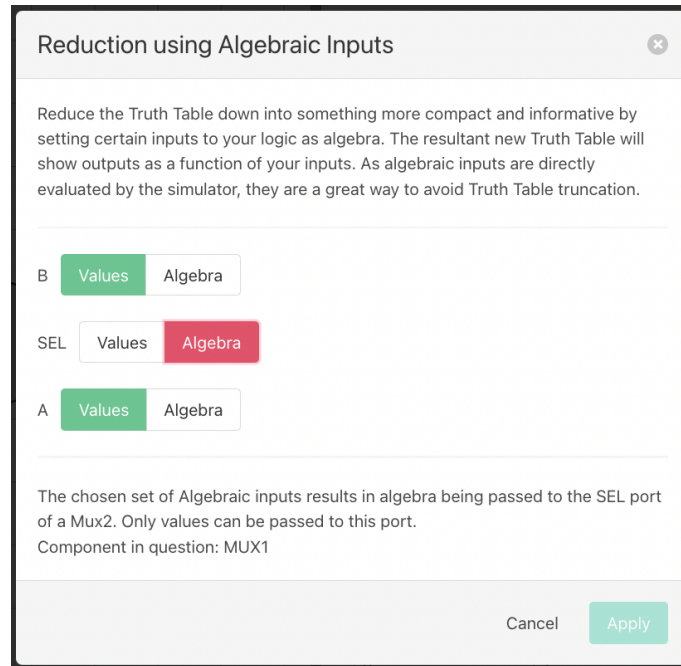 Reduction using Algebraic Inputs
Reduce the Truth Table down into something more compact and informative by
setting certain inputs to your logic as algebra. The resultant new Truth Table will
show outputs as a function of your inputs. As algebraic inputs are directly
evaluated by the simulator, they are a great way to avoid Truth Table truncation.
B Values Algebra
SEL Values Algebra
A Values Algebra
The chosen set of Algebraic inputs results in algebra being passed to the SEL port
of a Mux2. Only values can be passed to this port.
Component in question: MUX1
Cancel Apply